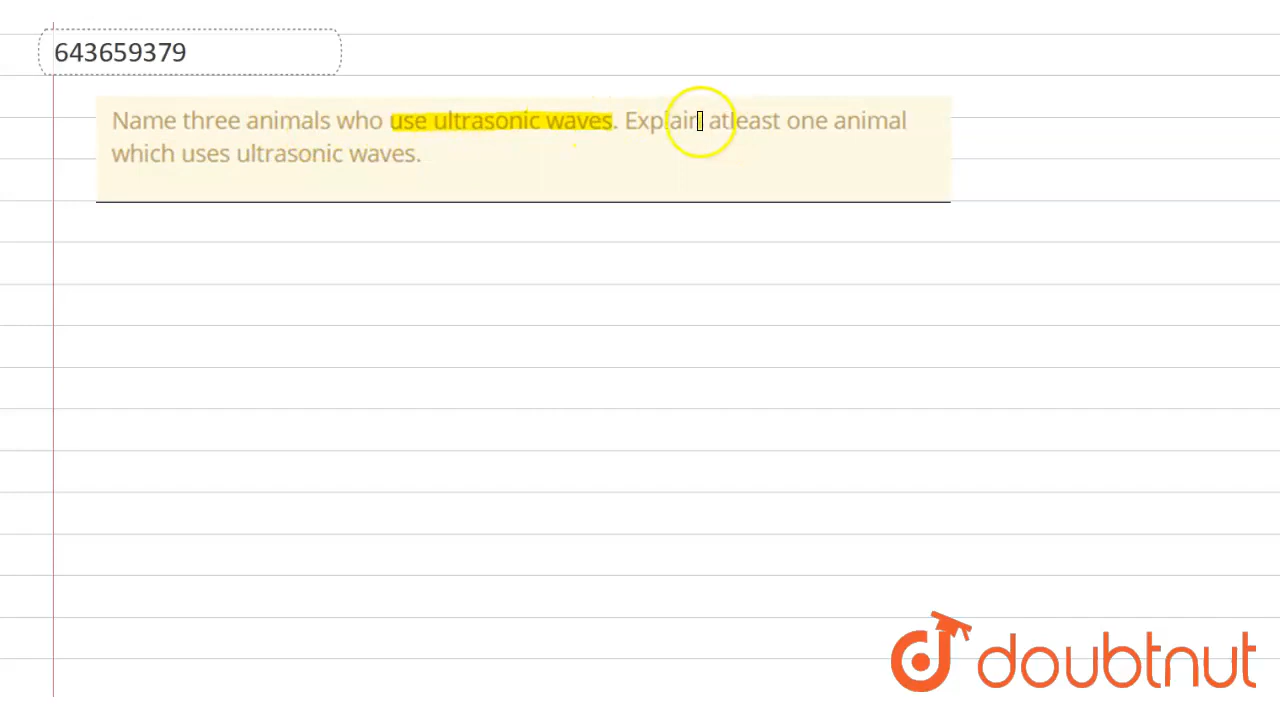 643659379
Name three animals who use ultrasonic waves. Explain atleast one animal
which uses ultrasonic waves.
doubtnut